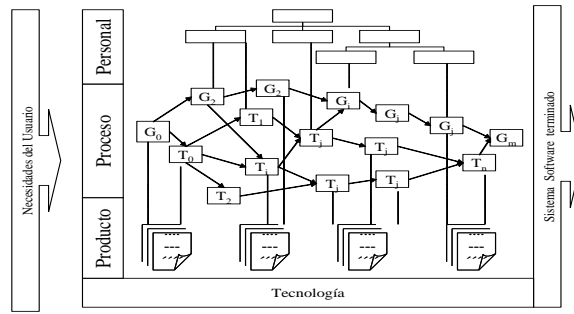 Necesidades del Usuario
Personal
Proceso
Producto
G2
G2
Gi
Gj
Gj
Gm
G0
T1
Tj
Tj
T0
Ti
Tn
T2
Ti
Tj
Tecnología
Sistema Software terminado